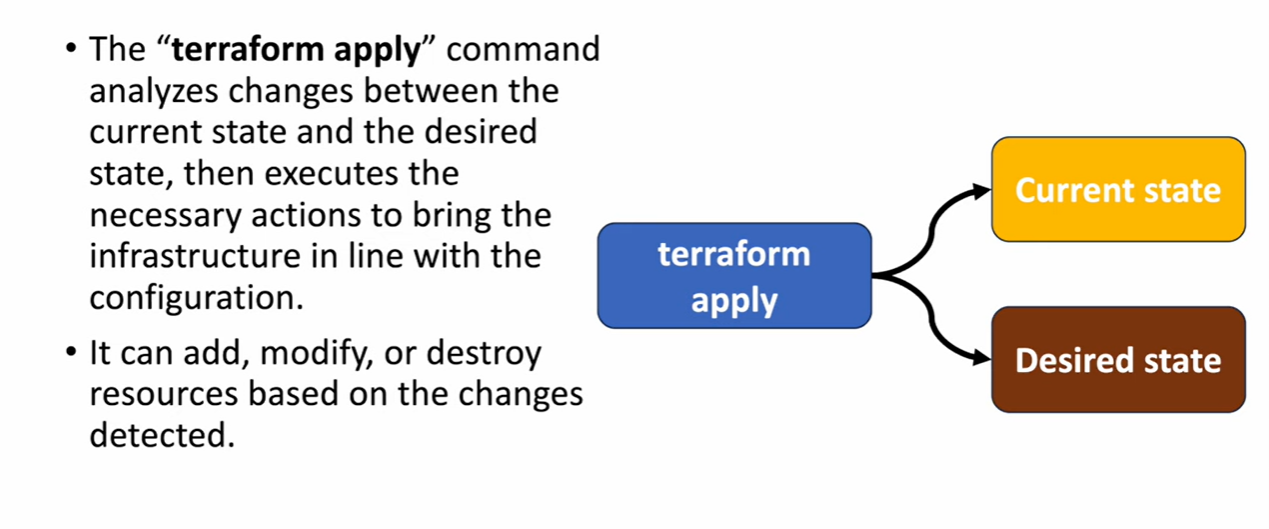 • The “terraform apply” command
analyzes changes between the
current state and the desired
state, then executes the
necessary actions to bring the
infrastructure in line with the
configuration.
• It can add, modify, or destroy
resources based on the changes
detected.
terraform
apply
Current state
Desired state